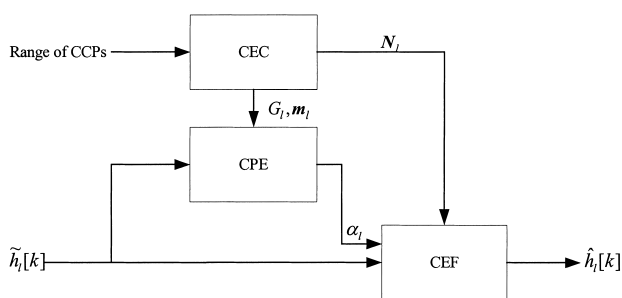 Range of CCPs
CEC
N_l
G_l, m_l
CPE
α_l
h̃_l[k]
CEF
ĥ_l[k]